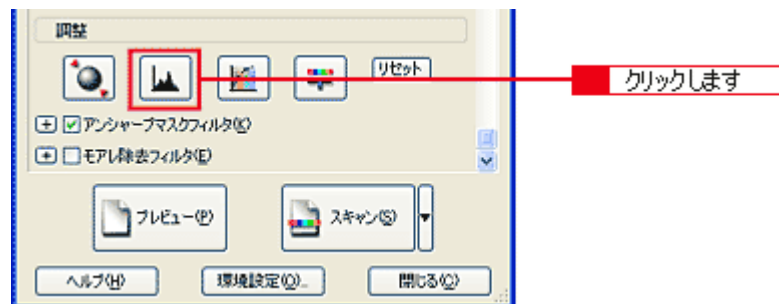 調整
リセット
クリックします
アンシャープマスクフィルタ(K)
モアレ除去フィルタ(E)
プレビュー(P)
スキャン(S)
ヘルプ(H)
環境設定(O)...
閉じる(C)